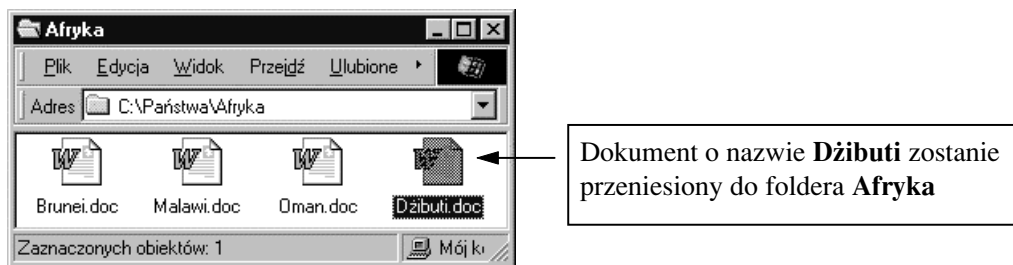 Afryka
Plik Edycja Widok Przejdź Ulubione
Adres C:\Państwa\Afryka
Brunei.doc Malawi.doc Oman.doc Dżibuti.doc
Zaznaczonych obiektów: 1 Mój k
Dokument o nazwie Dżibuti zostanie
przeniesiony do foldera Afryka